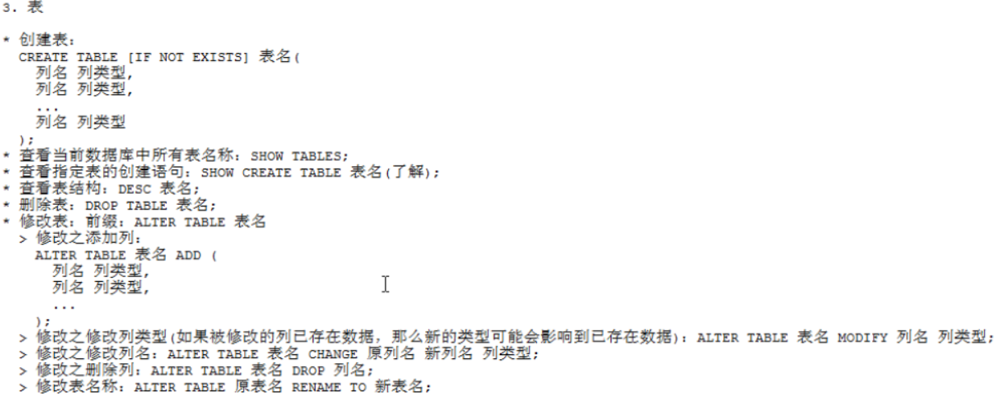 3. 表
* 创建表：
CREATE TABLE [IF NOT EXISTS] 表名(
列名 列类型,
列名 列类型,
...
列名 列类型
);
* 查看当前数据库中所有表名称：SHOW TABLES;
* 查看指定表的创建语句：SHOW CREATE TABLE 表名(了解);
* 查看表结构：DESC 表名;
* 删除表：DROP TABLE 表名;
* 修改表：前缀：ALTER TABLE 表名
> 修改之添加列：
ALTER TABLE 表名 ADD (
列名 列类型,
列名 列类型,
...
);
> 修改之修改列类型(如果被修改的列已存在数据，那么新的类型可能会影响到已存在数据)：ALTER TABLE 表名 MODIFY 列名 列类型;
> 修改之修改列名：ALTER TABLE 表名 CHANGE 原列名 新列名 列类型;
> 修改之删除列：ALTER TABLE 表名 DROP 列名;
> 修改表名称：ALTER TABLE 原表名 RENAME TO 新表名;